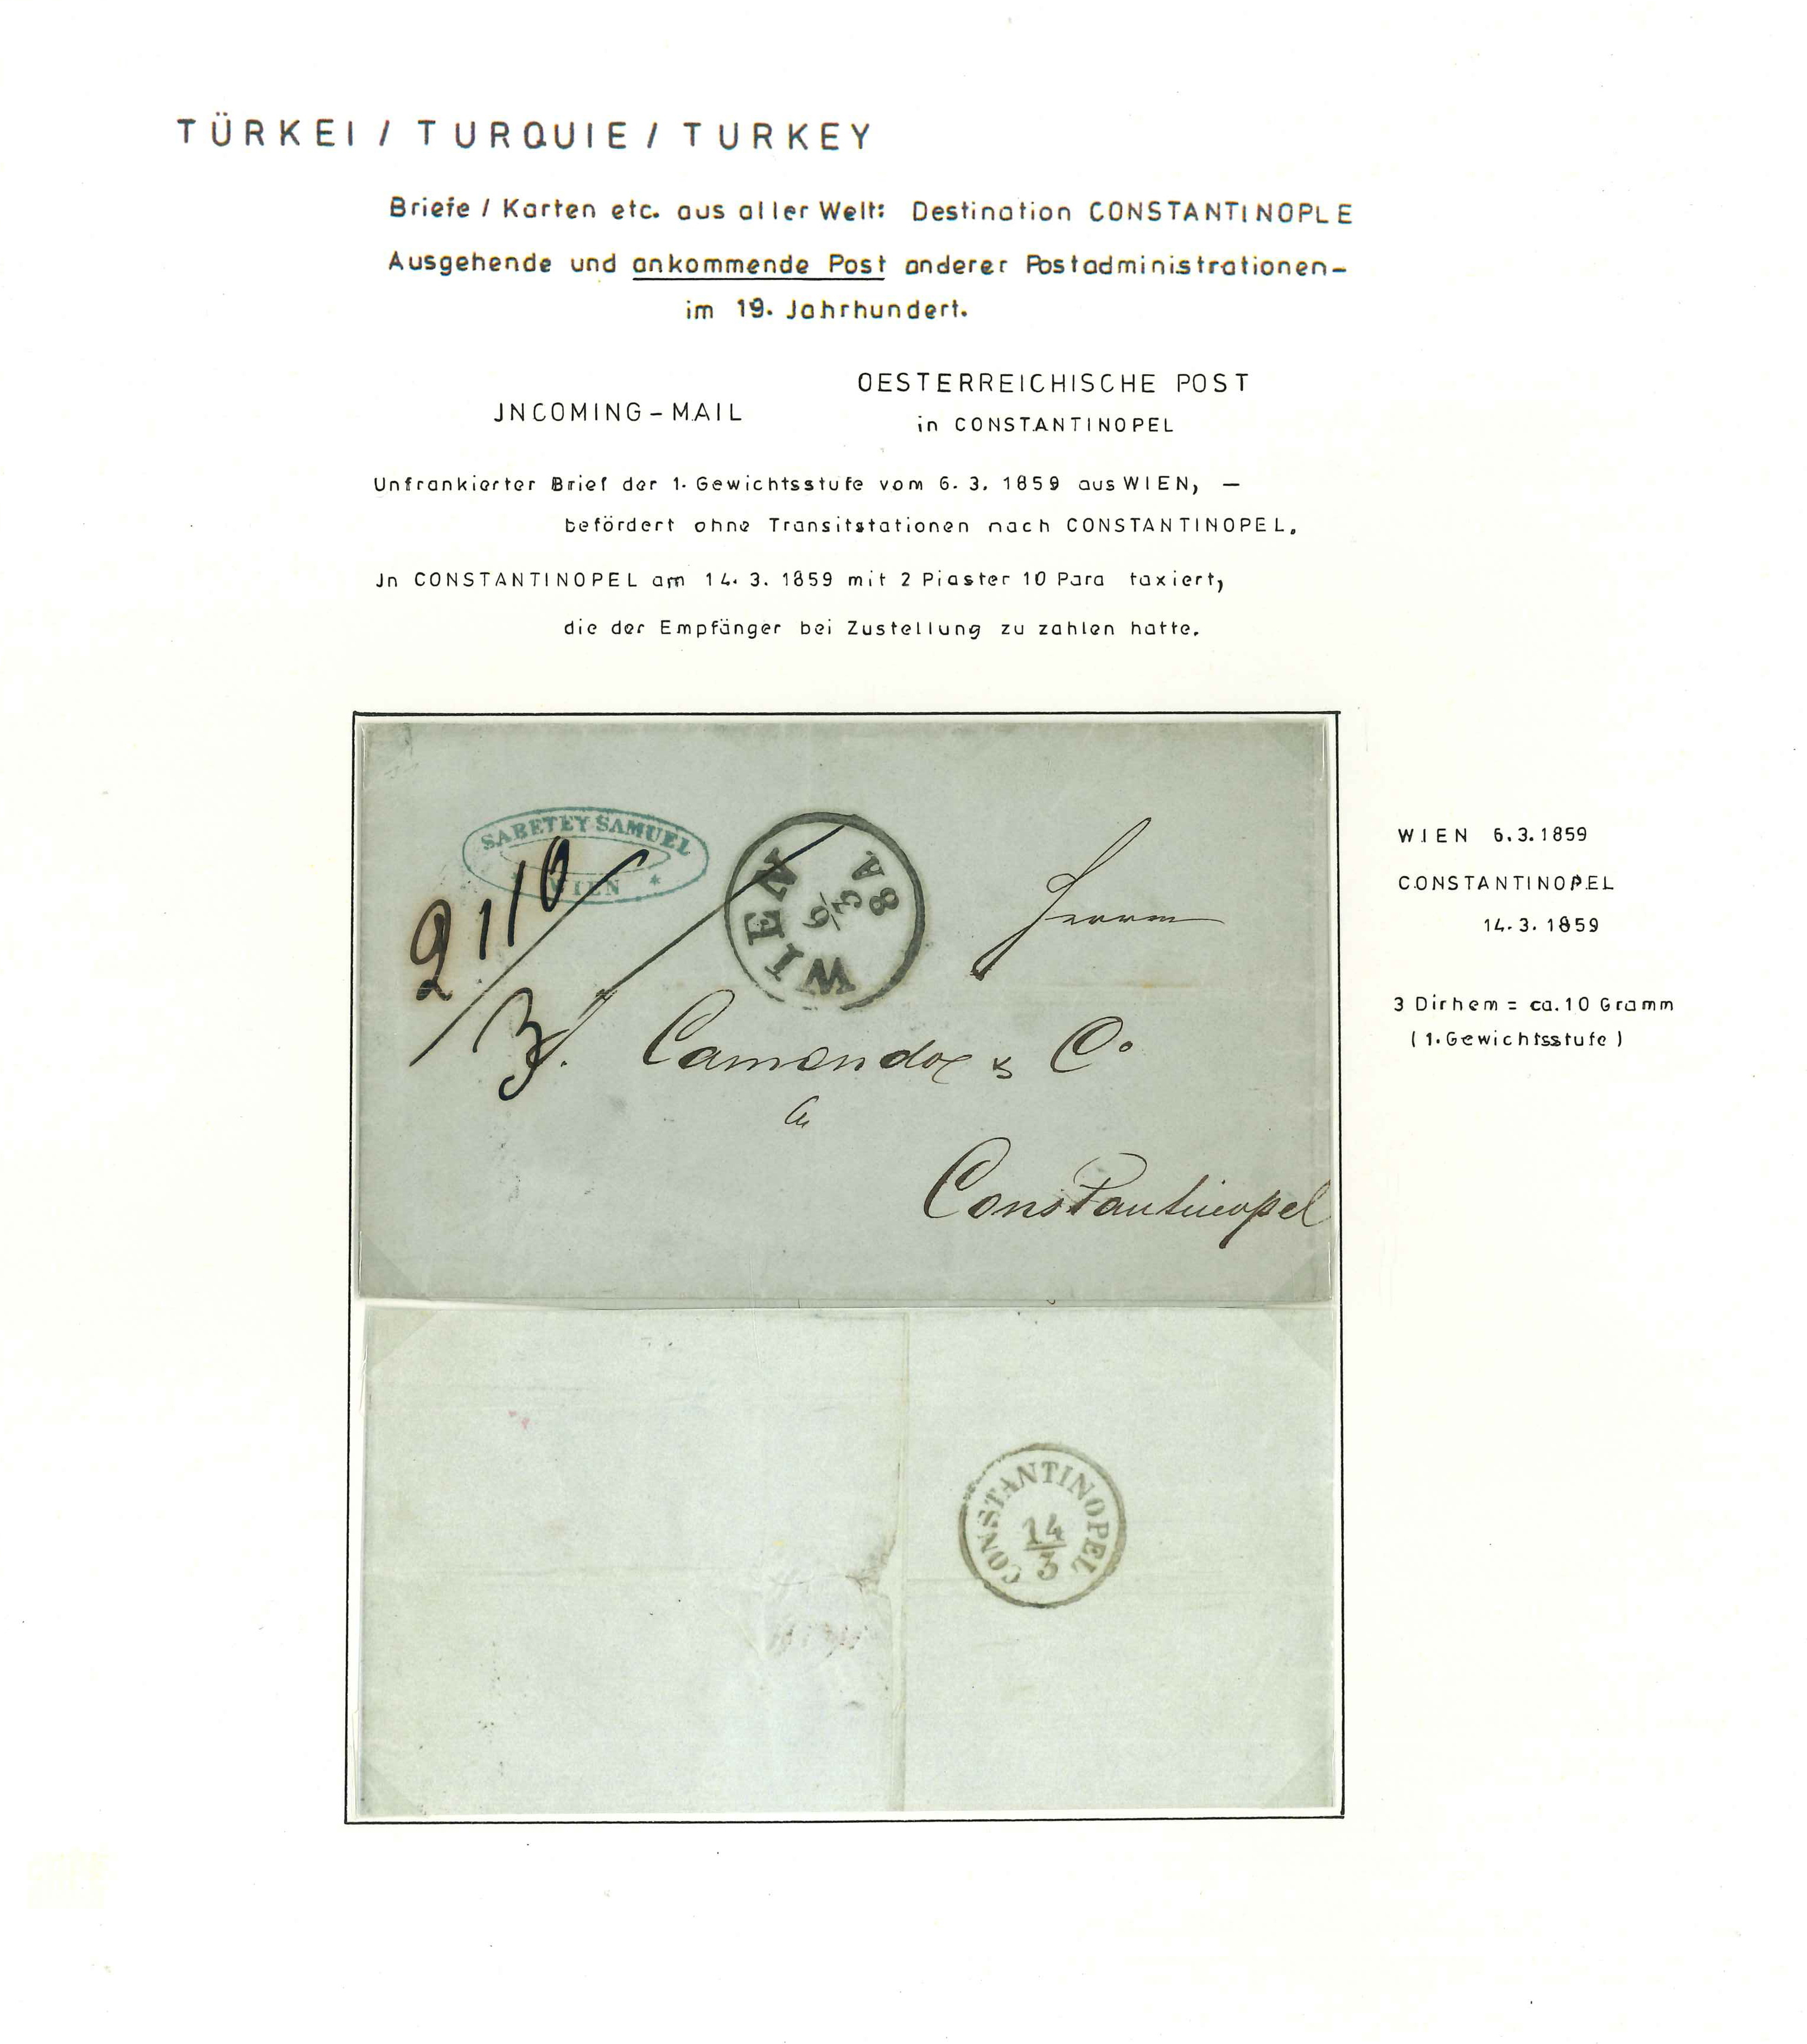 TÜRKEI / TURQUIE / TURKEY
Briefe / Karten etc. aus aller Welt: Destination CONSTANTINOPLE
Ausgehende und ankommende Post anderer Postadministrationen-
im 19. Jahrhundert.
JNCOMING-MAIL
OESTERREICHISCHE POST
in CONSTANTINOPEL
Unfrankierter Brief der 1. Gewichtsstufe vom 6. 3. 1859 aus WIEN, –
befördert ohne Transitstationen nach CONSTANTINOPEL.
Jn CONSTANTINOPEL am 14. 3. 1859 mit 2 Piaster 10 Para taxiert,
die der Empfänger bei Zustellung zu zahlen hatte.
SABETEY SAMUEL
* WIEN *
2 / 10
3
WIEN
6/3
8 A
Herrn
Camondo & Co
Constantinopel
WIEN 6.3.1859
CONSTANTINOPEL
14.3.1859
3 Dirhem = ca. 10 Gramm
(1. Gewichtsstufe)
CONSTANTINOPEL
14
3